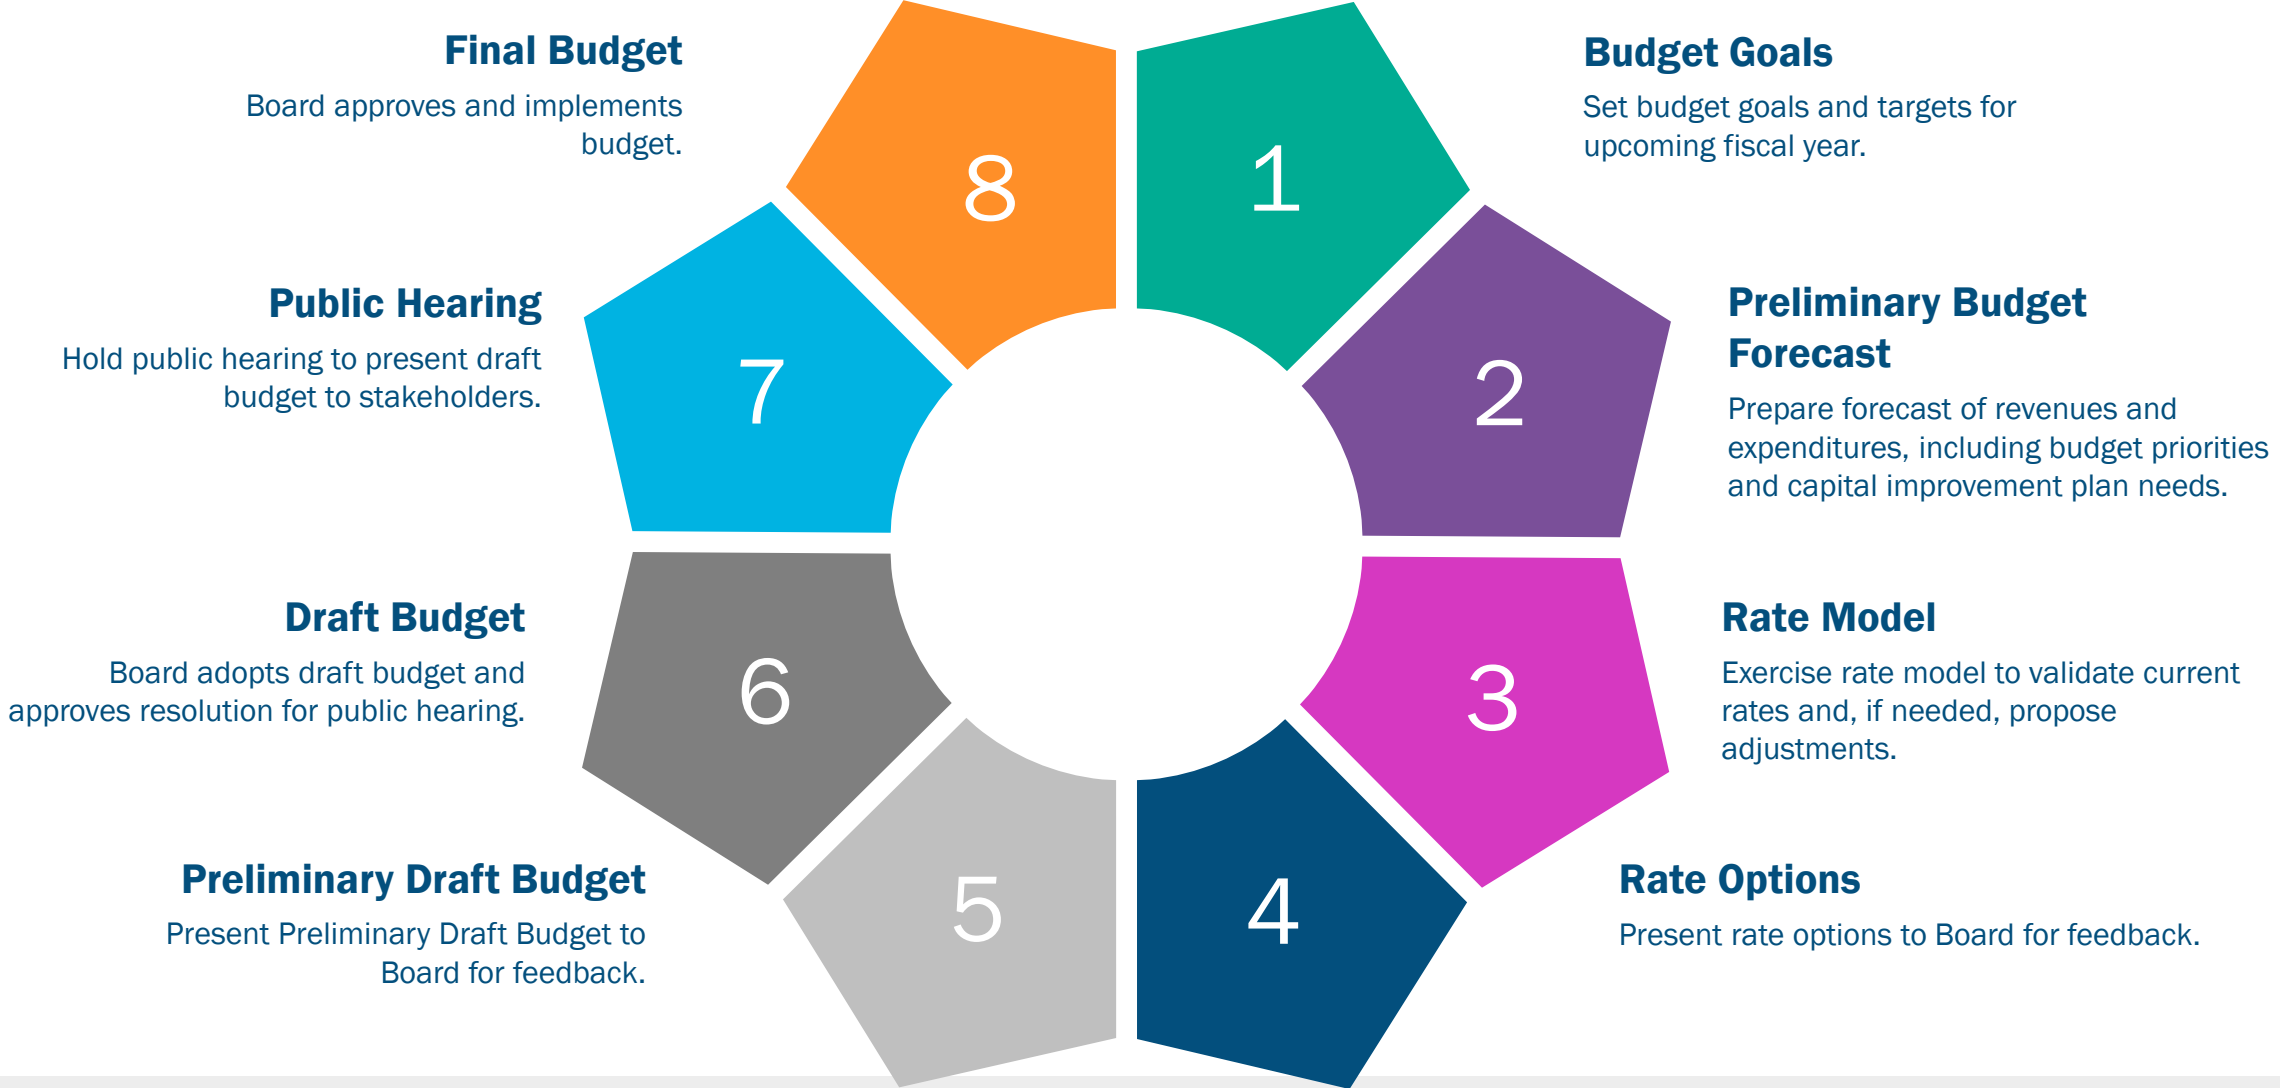 1
Budget Goals
Set budget goals and targets for
upcoming fiscal year.
2
Preliminary Budget
Forecast
Prepare forecast of revenues and
expenditures, including budget priorities
and capital improvement plan needs.
3
Rate Model
Exercise rate model to validate current
rates and, if needed, propose
adjustments.
4
Rate Options
Present rate options to Board for feedback.
5
Preliminary Draft Budget
Present Preliminary Draft Budget to
Board for feedback.
6
Draft Budget
Board adopts draft budget and
approves resolution for public hearing.
7
Public Hearing
Hold public hearing to present draft
budget to stakeholders.
8
Final Budget
Board approves and implements
budget.